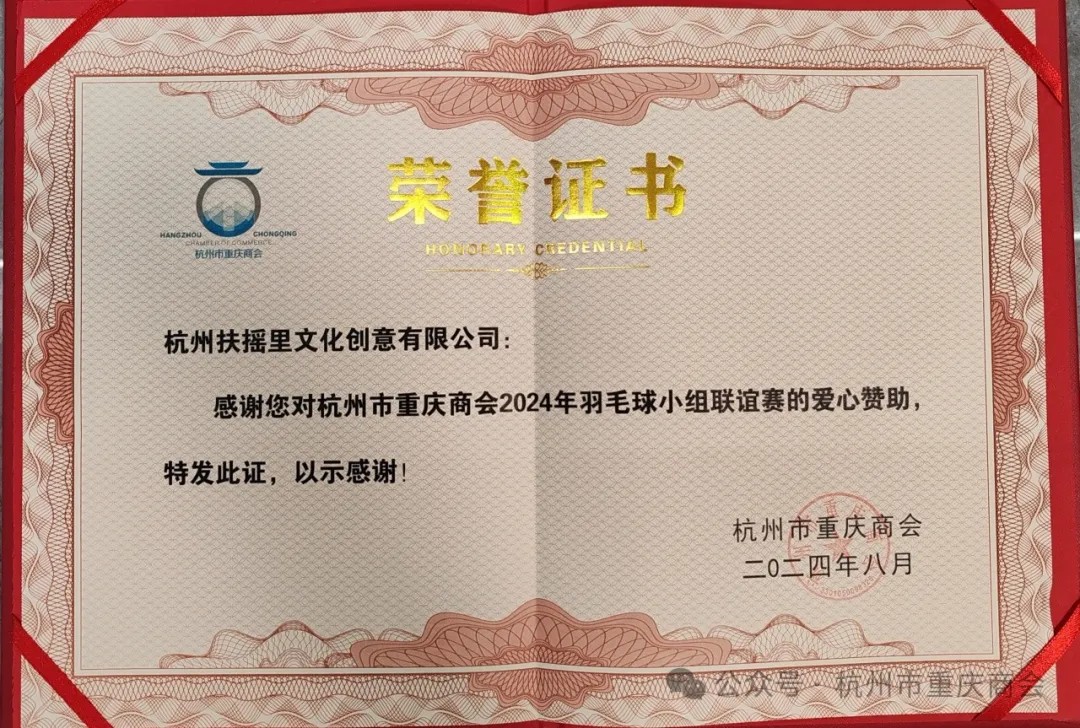 荣誉证书
HONORARY CREDENTIAL
HANGZHOU CHONGQING
CHAMBER OF COMMERCE
杭州市重庆商会
杭州扶摇里文化创意有限公司:
感谢您对杭州市重庆商会2024年羽毛球小组联谊赛的爱心赞助,
特发此证，以示感谢!
杭州市重庆商会
二0二四年八月
公众号·杭州市重庆商会